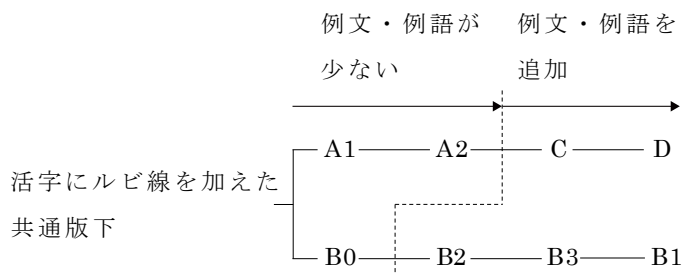 例文・例語が
少ない
例文・例語を
追加
A1 A2 C D
活字にルビ線を加えた
共通版下
B0 B2 B3 B1